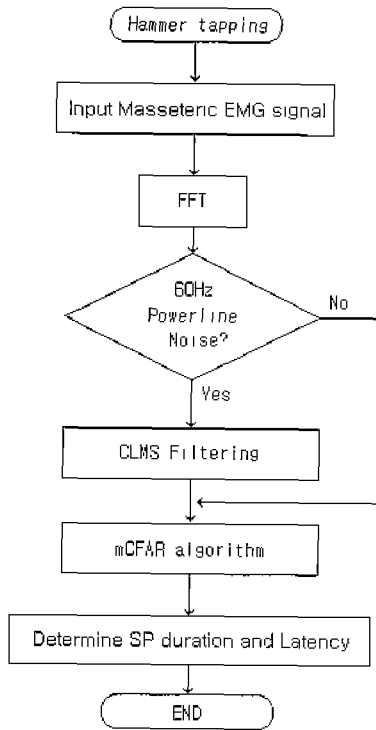 Hammer tapping
Input Masseteric EMG signal
FFT
60Hz
Powerline
Noise?
No
Yes
CLMS Filtering
mCFAR algorithm
Determine SP duration and Latency
END